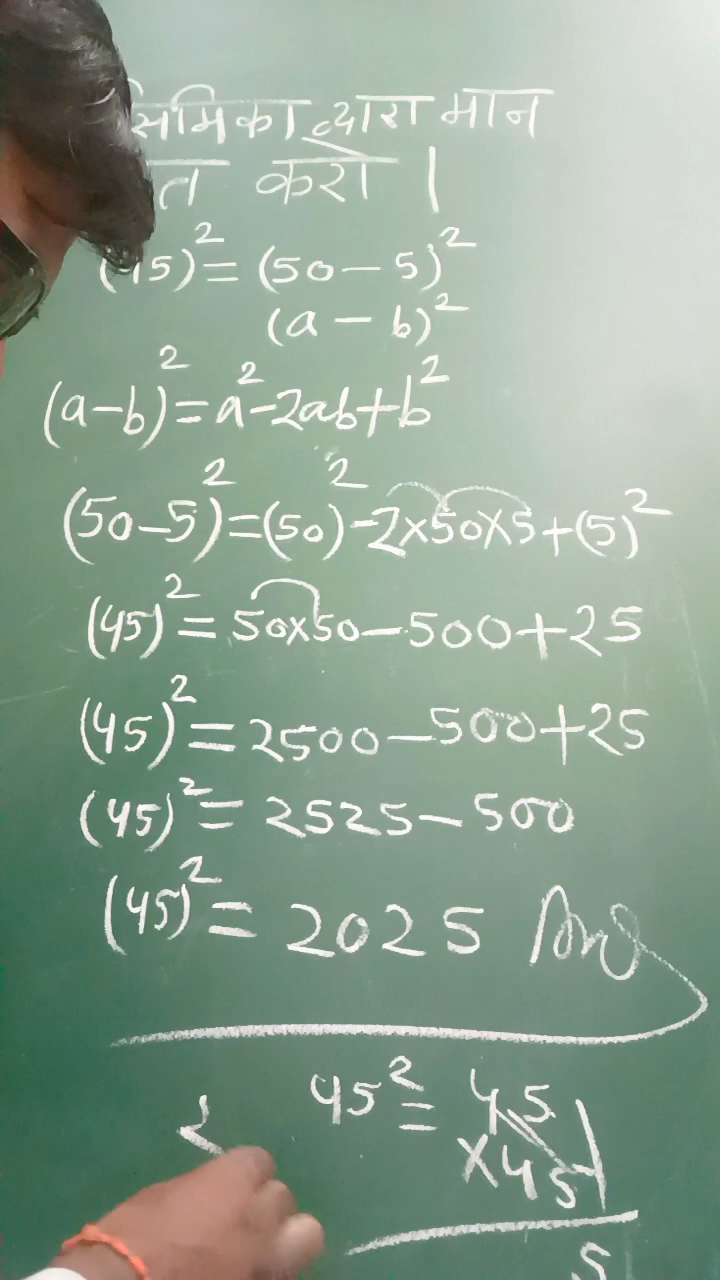 द्वारा मान
करो |
5)² = (50 - 5)²
(a - b)²
(a-b)² = a² - 2ab + b²
(50-5)² = (50)² - 2×50×5 + (5)²
(45)² = 50×50 - 500 + 25
(45)² = 2500 - 500 + 25
(45)² = 2525 - 500
(45)² = 2025 Ans
45² = 45
×45
5